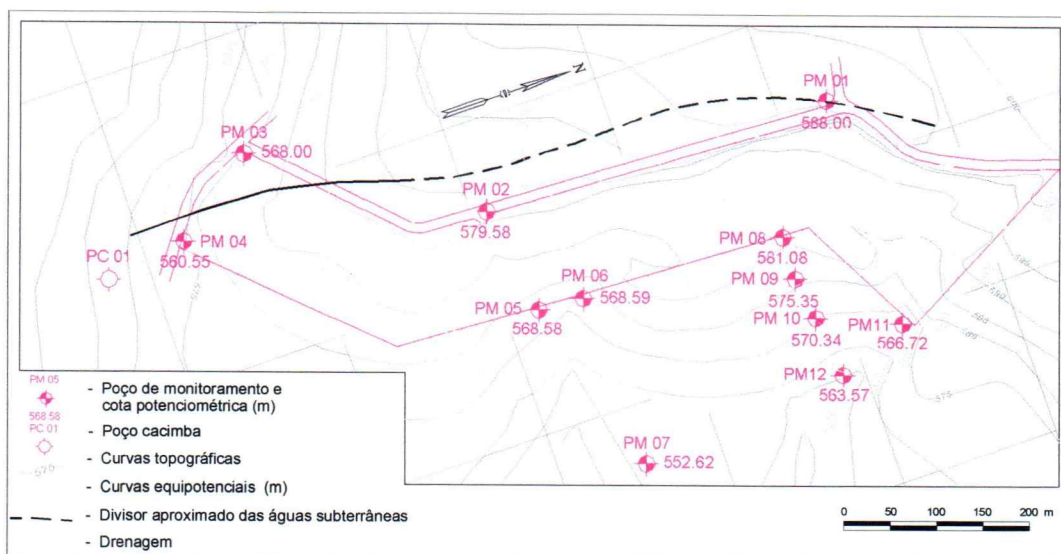 PM 01
588.00
N
PM 03
568.00
PM 02
579.58
PM 04
560.55
PC 01
PM 08
581.08
PM 06
568.59
PM 09
575.35
PM 05
568.58
PM 10
570.34
PM11
566.72
PM12
563.57
PM 07
552.62
575
570
PM 05
568.58
- Poço de monitoramento e
cota potenciométrica (m)
PC 01
- Poço cacimba
- Curvas topográficas
- Curvas equipotenciais (m)
- Divisor aproximado das águas subterrâneas
- Drenagem
0 50 100 150 200 m